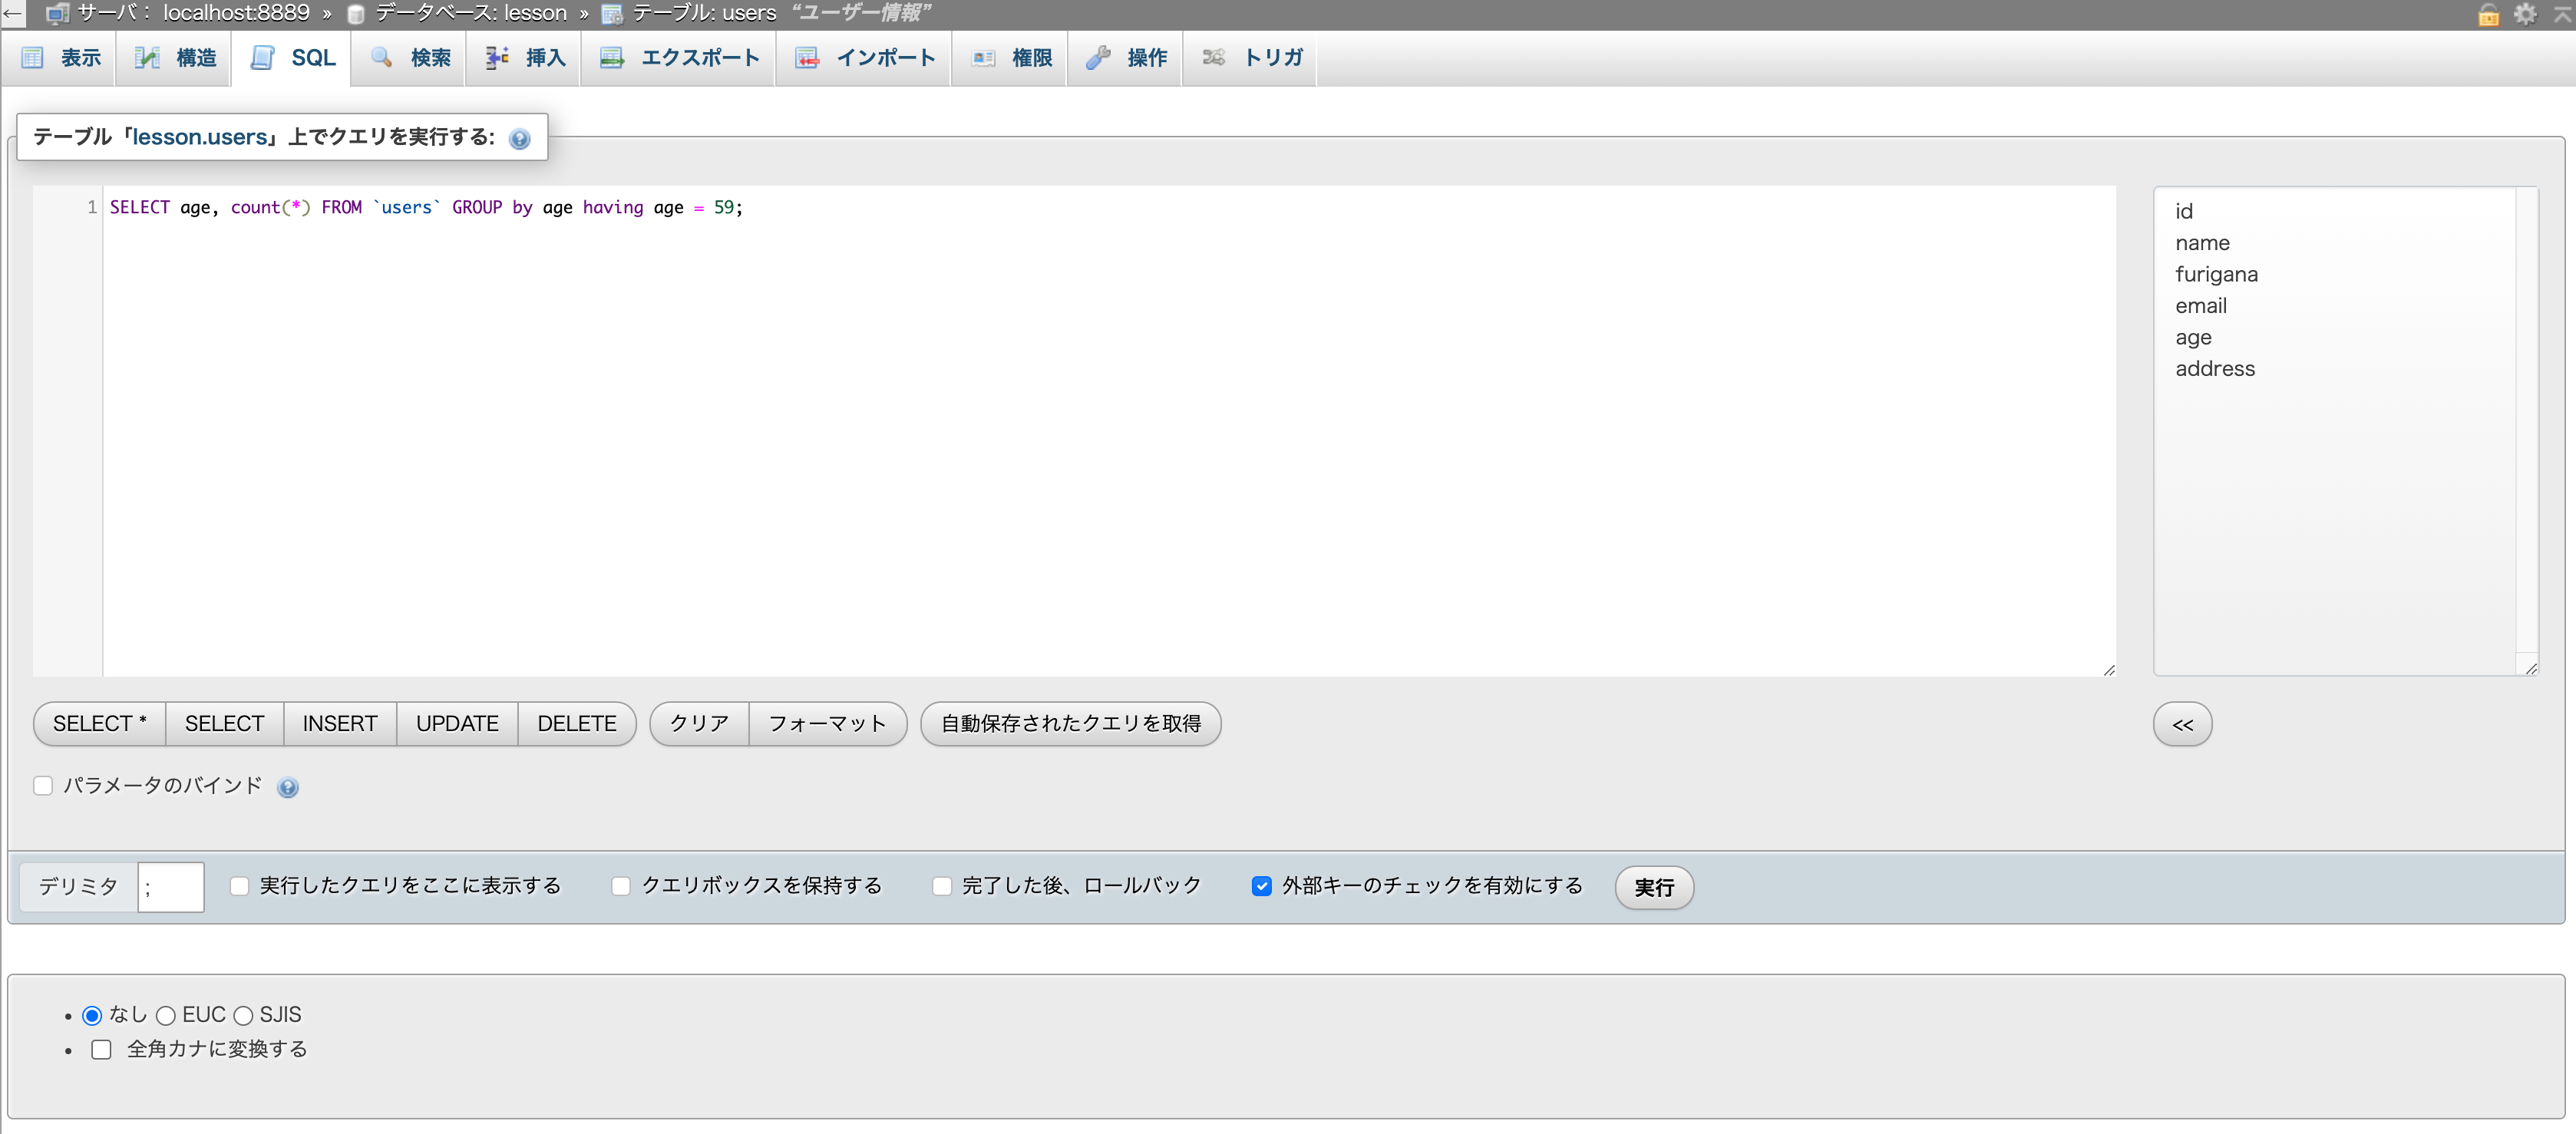 サーバ： localhost:8889 » データベース: lesson » テーブル: users “ユーザー情報”
表示 構造 SQL 検索 挿入 エクスポート インポート 権限 操作 トリガ
テーブル「lesson.users」上でクエリを実行する:
1 SELECT age, count(*) FROM `users` GROUP by age having age = 59;
id
name
furigana
email
age
address
SELECT * SELECT INSERT UPDATE DELETE クリア フォーマット 自動保存されたクエリを取得 <<
パラメータのバインド
デリミタ ; 実行したクエリをここに表示する クエリボックスを保持する 完了した後、ロールバック 外部キーのチェックを有効にする 実行
なし EUC SJIS
全角カナに変換する